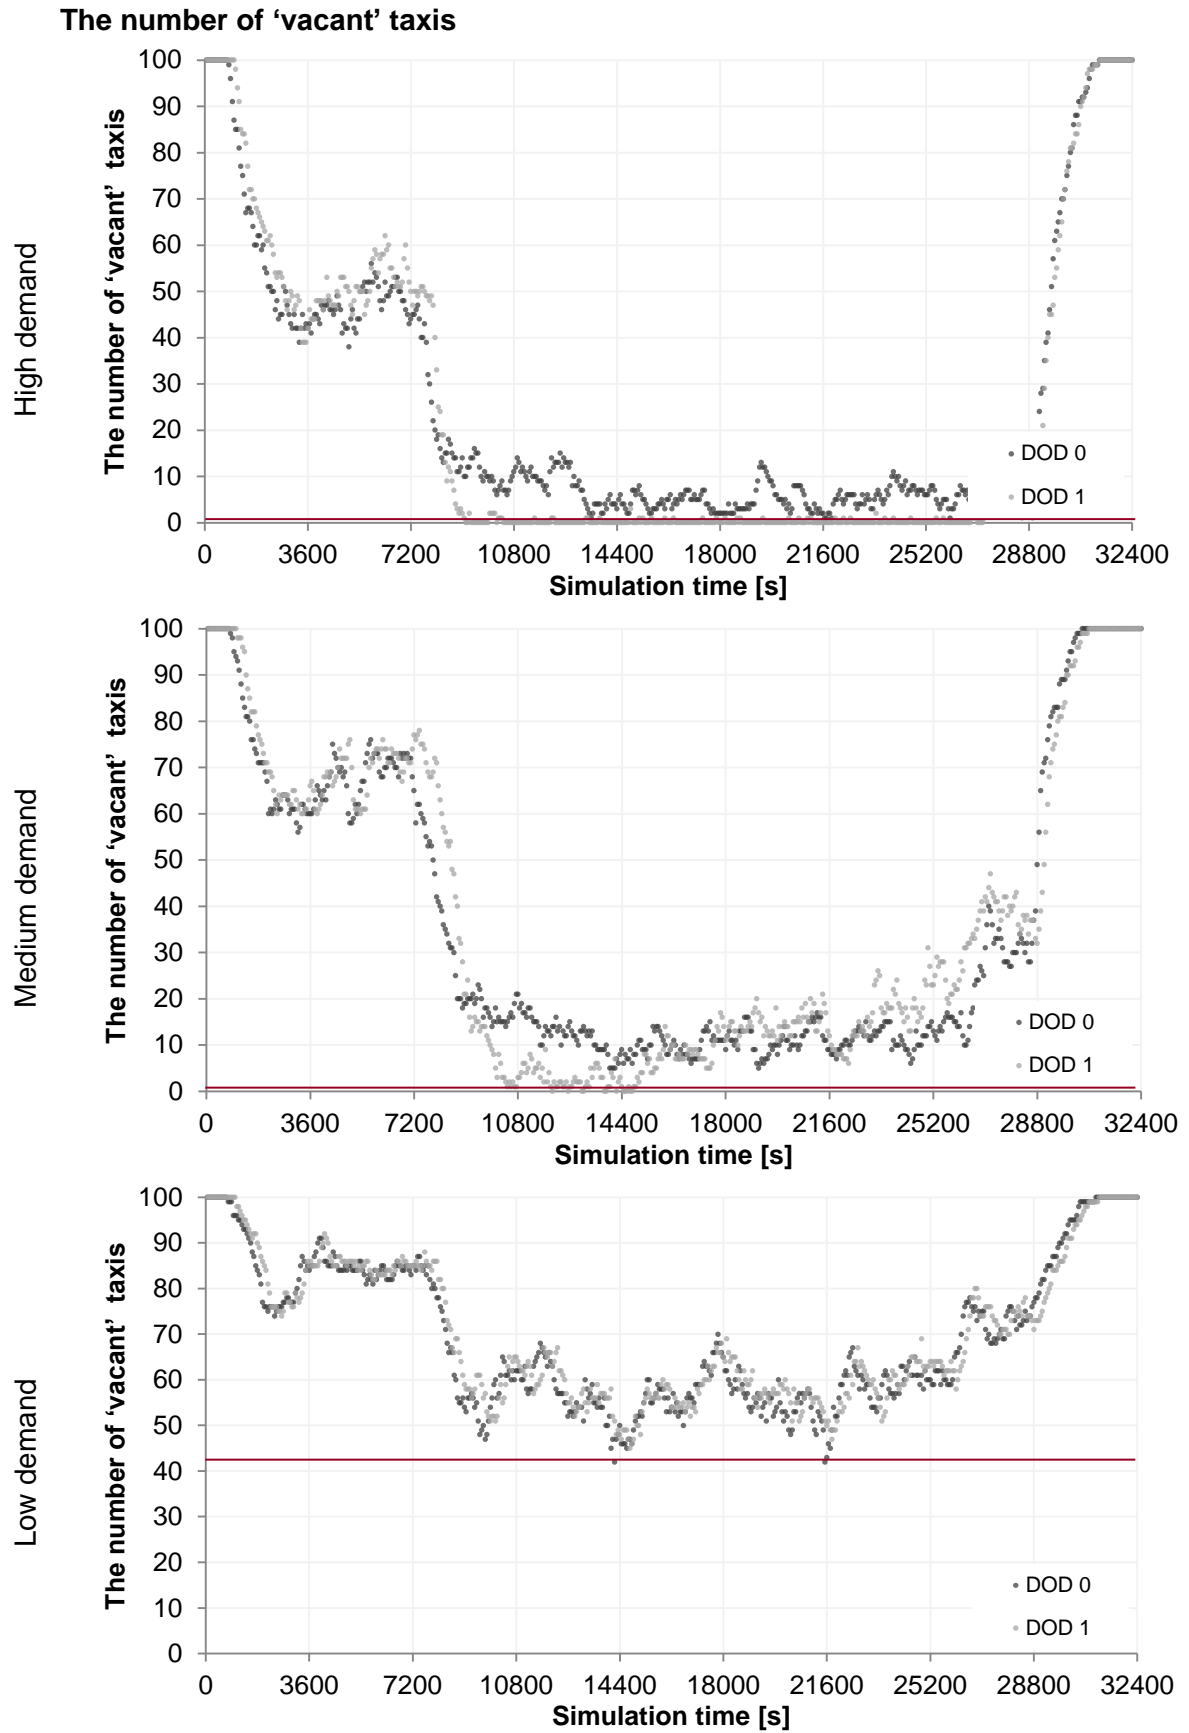 The number of ‘vacant’ taxis
High demand
The number of ‘vacant’ taxis
100
90
80
70
60
50
40
30
20
10
0
DOD 0
DOD 1
0 3600 7200 10800 14400 18000 21600 25200 28800 32400
Simulation time [s]
Medium demand
The number of ‘vacant’ taxis
100
90
80
70
60
50
40
30
20
10
0
DOD 0
DOD 1
0 3600 7200 10800 14400 18000 21600 25200 28800 32400
Simulation time [s]
Low demand
The number of ‘vacant’ taxis
100
90
80
70
60
50
40
30
20
10
0
DOD 0
DOD 1
0 3600 7200 10800 14400 18000 21600 25200 28800 32400
Simulation time [s]